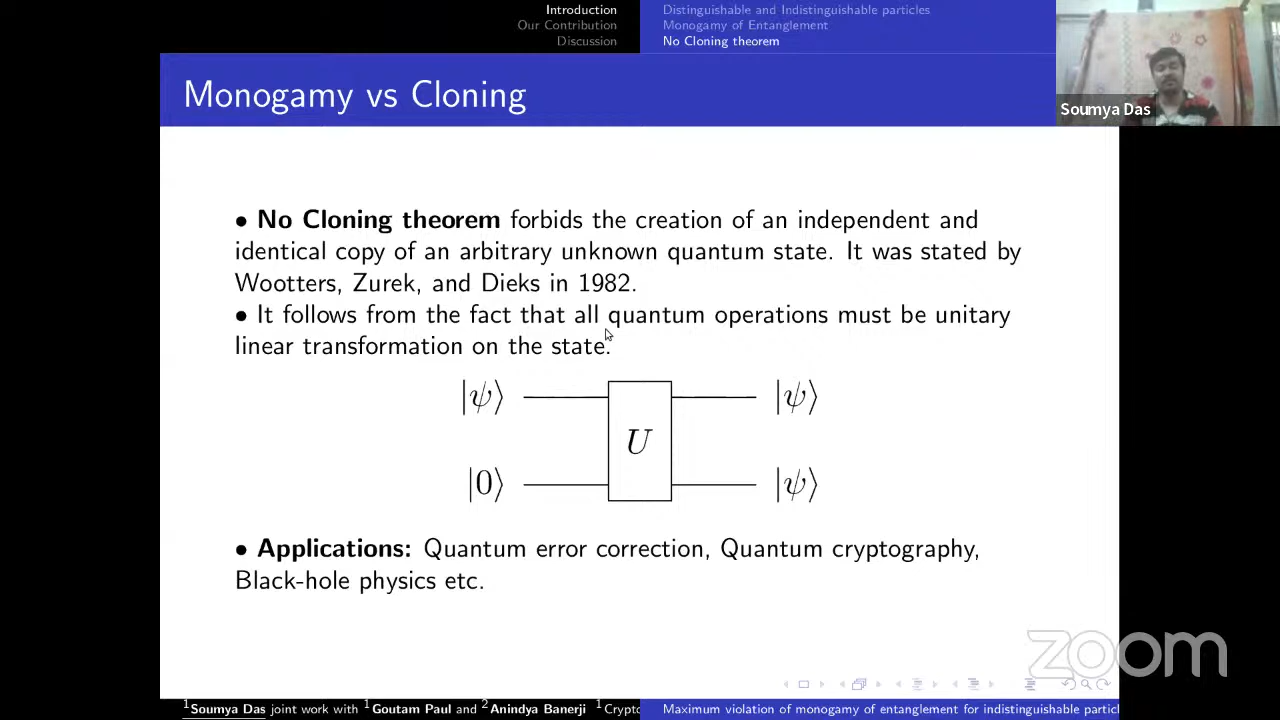 Introduction
Our Contribution
Discussion
Distinguishable and Indistinguishable particles
Monogamy of Entanglement
No Cloning theorem
Monogamy vs Cloning
Soumya Das
• No Cloning theorem forbids the creation of an independent and
identical copy of an arbitrary unknown quantum state. It was stated by
Wootters, Zurek, and Dieks in 1982.
• It follows from the fact that all quantum operations must be unitary
linear transformation on the state.
|ψ⟩ |ψ⟩
U
|0⟩ |ψ⟩
• Applications: Quantum error correction, Quantum cryptography,
Black-hole physics etc.
zoom
¹Soumya Das joint work with ¹Goutam Paul and ²Anindya Banerji ¹Crypto
Maximum violation of monogamy of entanglement for indistinguishable particl